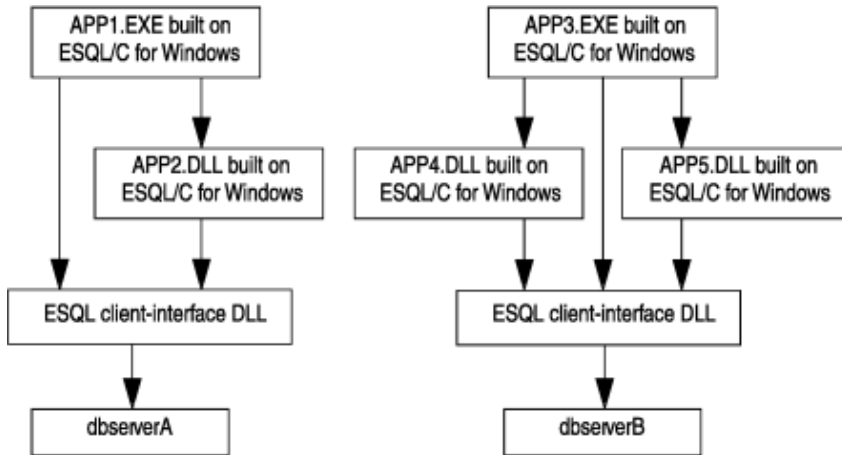 APP1.EXE built on
ESQL/C for Windows
APP2.DLL built on
ESQL/C for Windows
ESQL client-interface DLL
dbserverA
APP3.EXE built on
ESQL/C for Windows
APP4.DLL built on
ESQL/C for Windows
APP5.DLL built on
ESQL/C for Windows
ESQL client-interface DLL
dbserverB